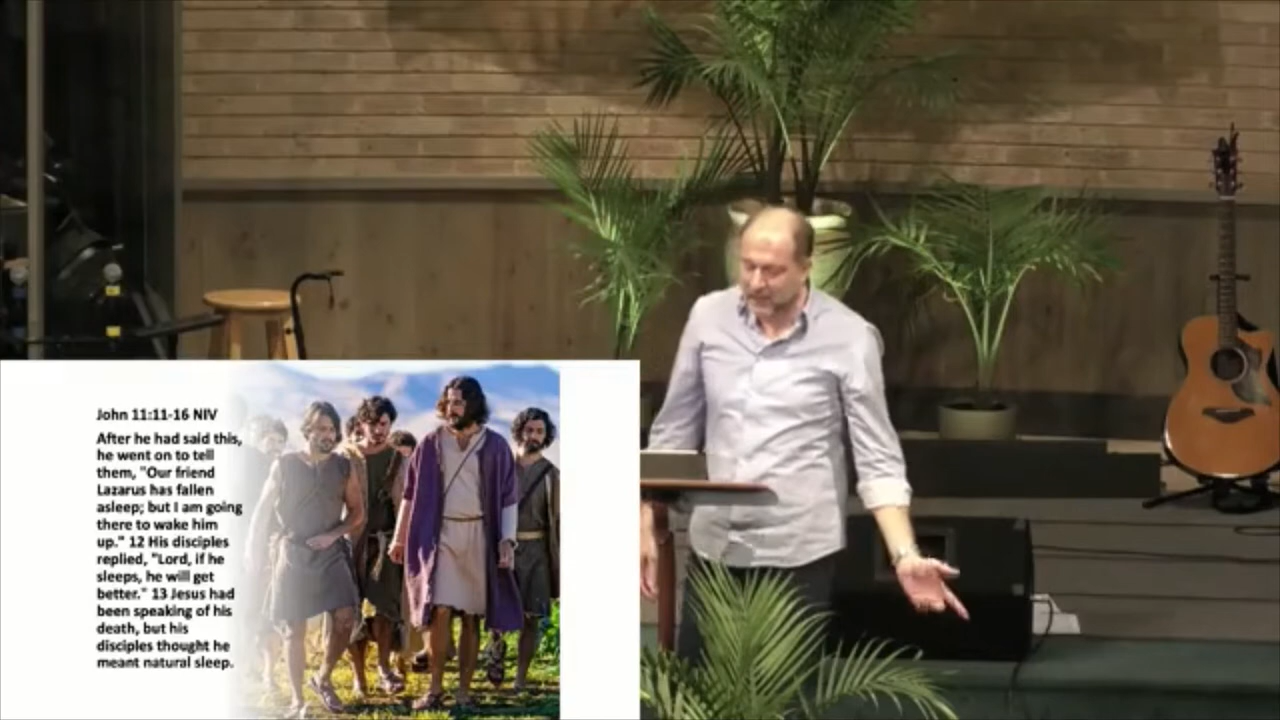 John 11:11-16 NIV
After he had said this,
he went on to tell
them, "Our friend
Lazarus has fallen
asleep; but I am going
there to wake him
up." 12 His disciples
replied, "Lord, if he
sleeps, he will get
better." 13 Jesus had
been speaking of his
death, but his
disciples thought he
meant natural sleep.